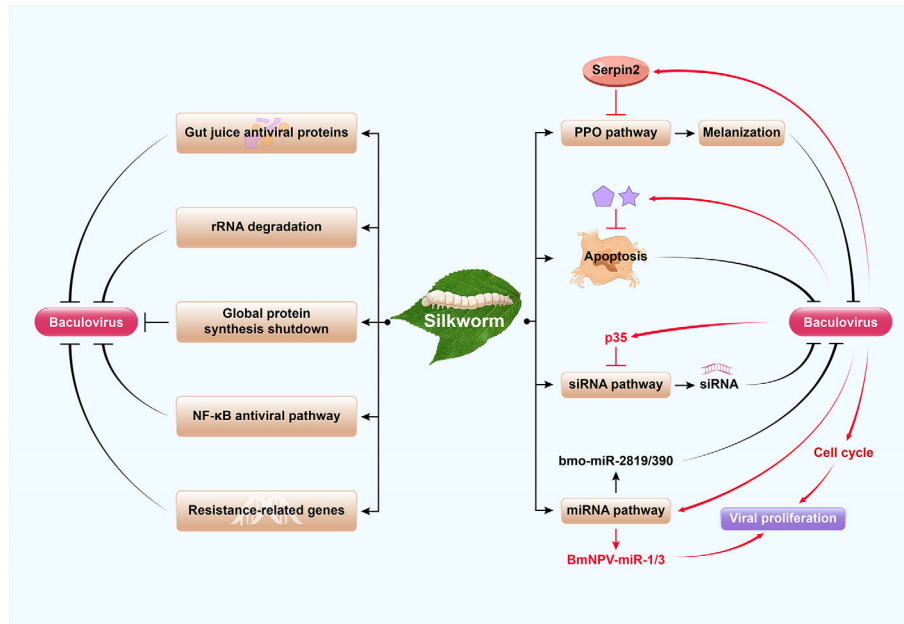 Gut juice antiviral proteins
rRNA degradation
Baculovirus
Global protein
synthesis shutdown
NF-κB antiviral pathway
Resistance-related genes
Silkworm
Serpin2
PPO pathway
Melanization
Apoptosis
Baculovirus
p35
siRNA pathway
siRNA
bmo-miR-2819/390
Cell cycle
miRNA pathway
Viral proliferation
BmNPV-miR-1/3